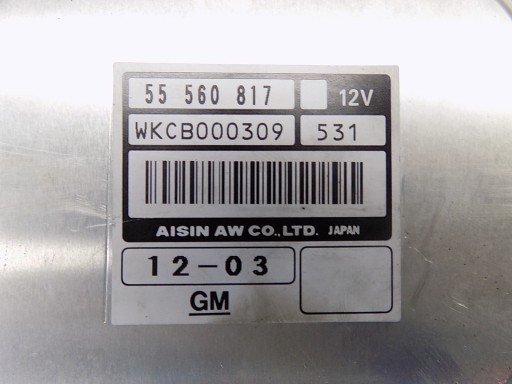 55 560 817 12V
WKCB000309 531
AISIN AW CO.,LTD. JAPAN
12-03
GM